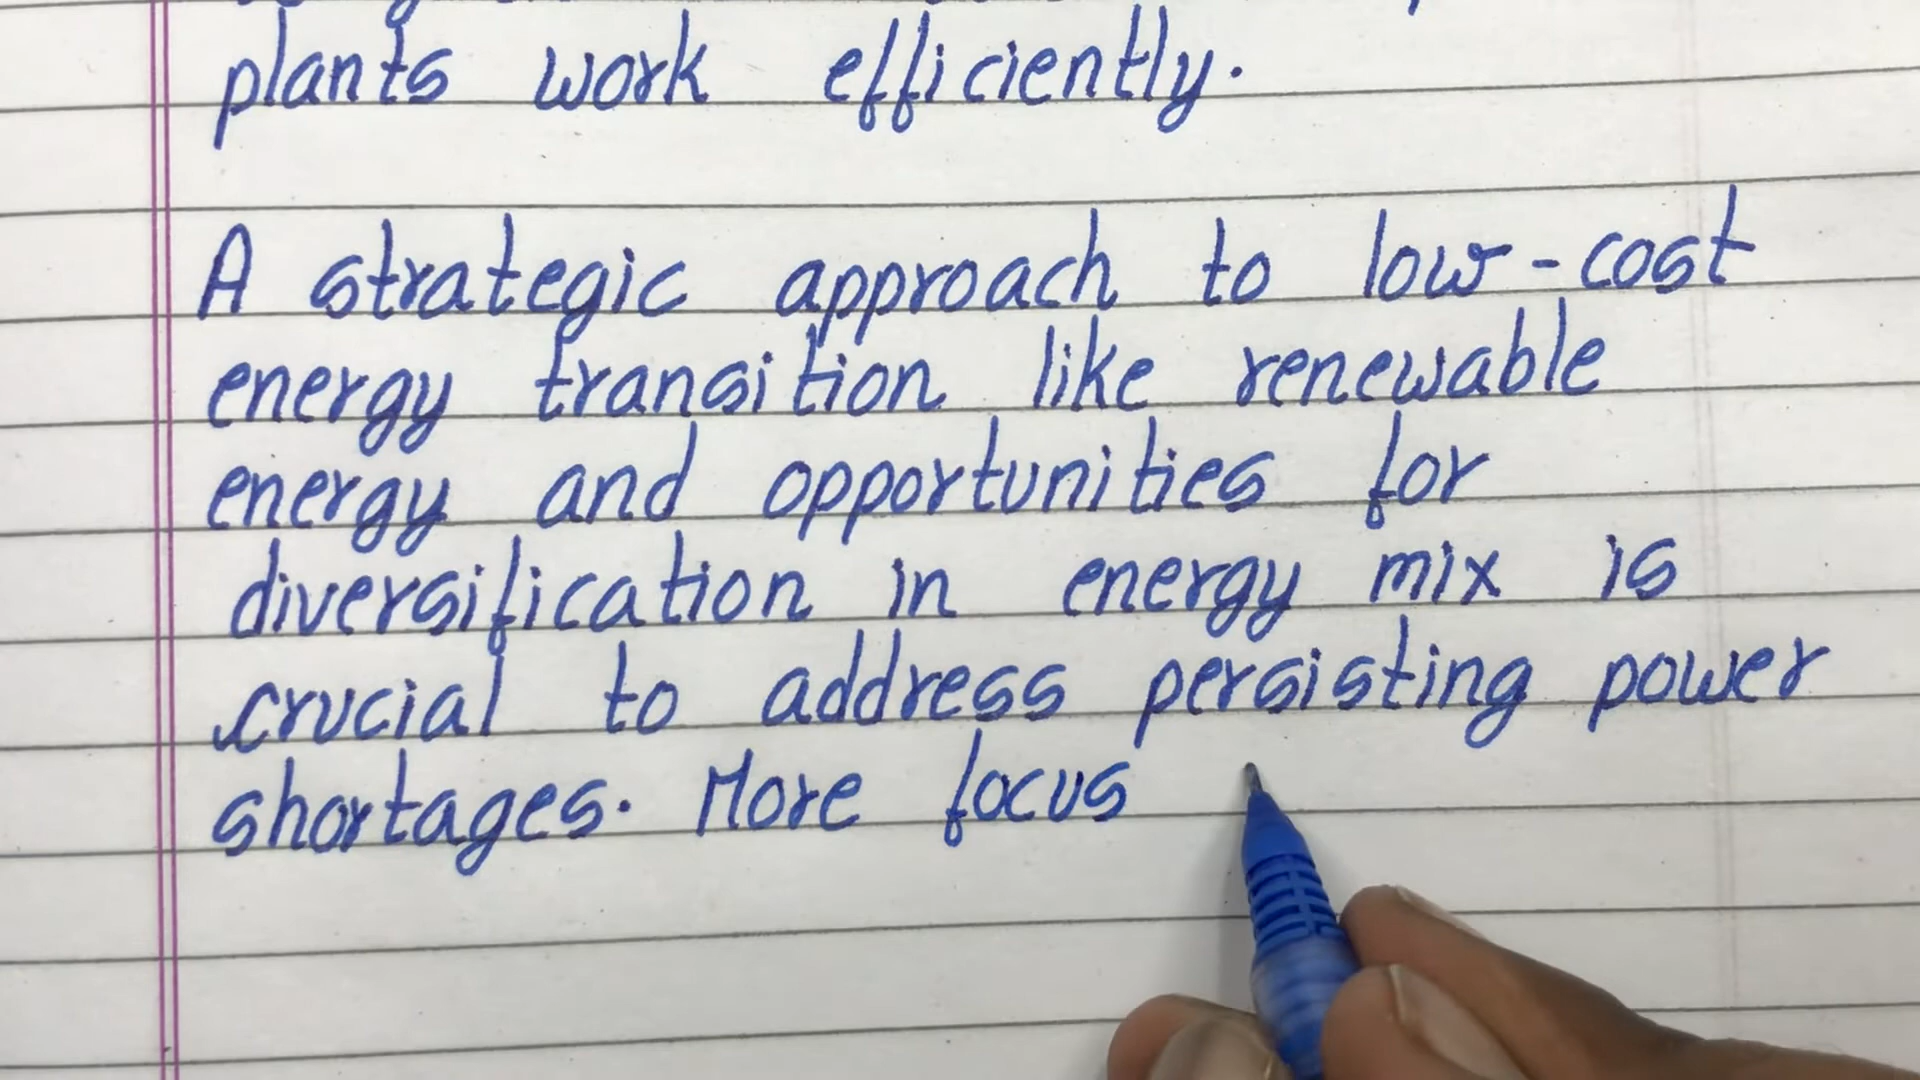 plants work efficiently.
A strategic approach to low-cost
energy transition like renewable
energy and opportunities for
diversification in energy mix is
crucial to address persisting power
shortages. More focus